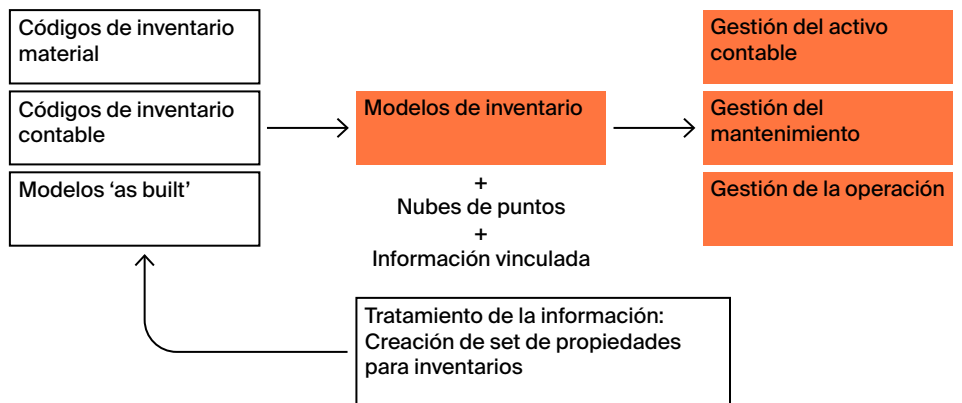 Códigos de inventario
material
Códigos de inventario
contable
Modelos ‘as built’
Modelos de inventario
+
Nubes de puntos
+
Información vinculada
Gestión del activo
contable
Gestión del
mantenimiento
Gestión de la operación
Tratamiento de la información:
Creación de set de propiedades
para inventarios